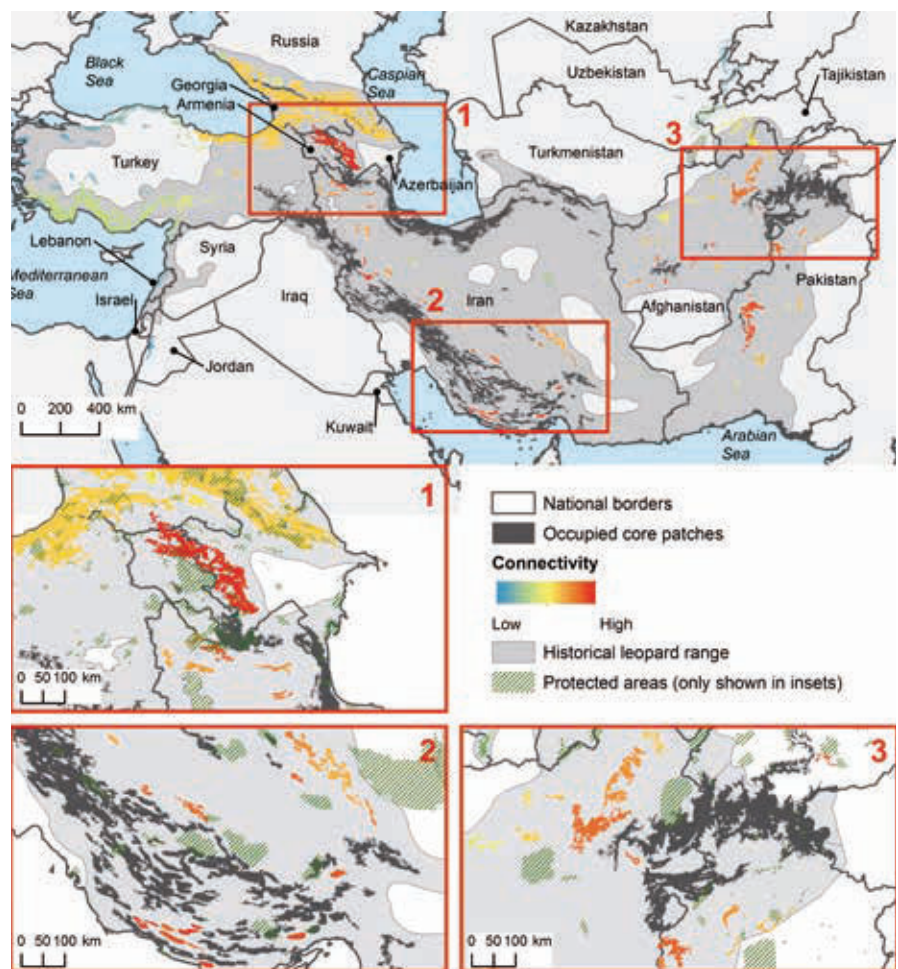 Russia
Kazakhstan
Black
Sea
Georgia
Armenia
Caspian
Sea
Uzbekistan
Tajikistan
1
3
Turkey
Turkmenistan
Azerbaijan
Lebanon
Syria
Mediterranean
Sea
Israel
Iraq
Iran
2
Afghanistan
Pakistan
Jordan
0 200 400 km
Kuwait
Arabian
Sea
1
0 50 100 km
National borders
Occupied core patches
Connectivity
Low High
Historical leopard range
Protected areas (only shown in insets)
2
0 50 100 km
3
0 50 100 km